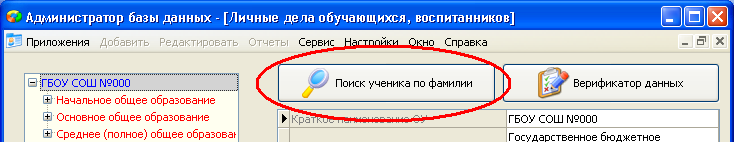 Администратор базы данных - [Личные дела обучающихся, воспитанников]
Приложения Добавить Редактировать Отчеты Сервис Настройки Окно Справка
Поиск ученика по фамилии Верификатор данных
ГБОУ СОШ №000
Начальное общее образование
Основное общее образование
Среднее (полное) общее образован
Краткое наименование ОУ ГБОУ СОШ №000
Государственное бюджетное